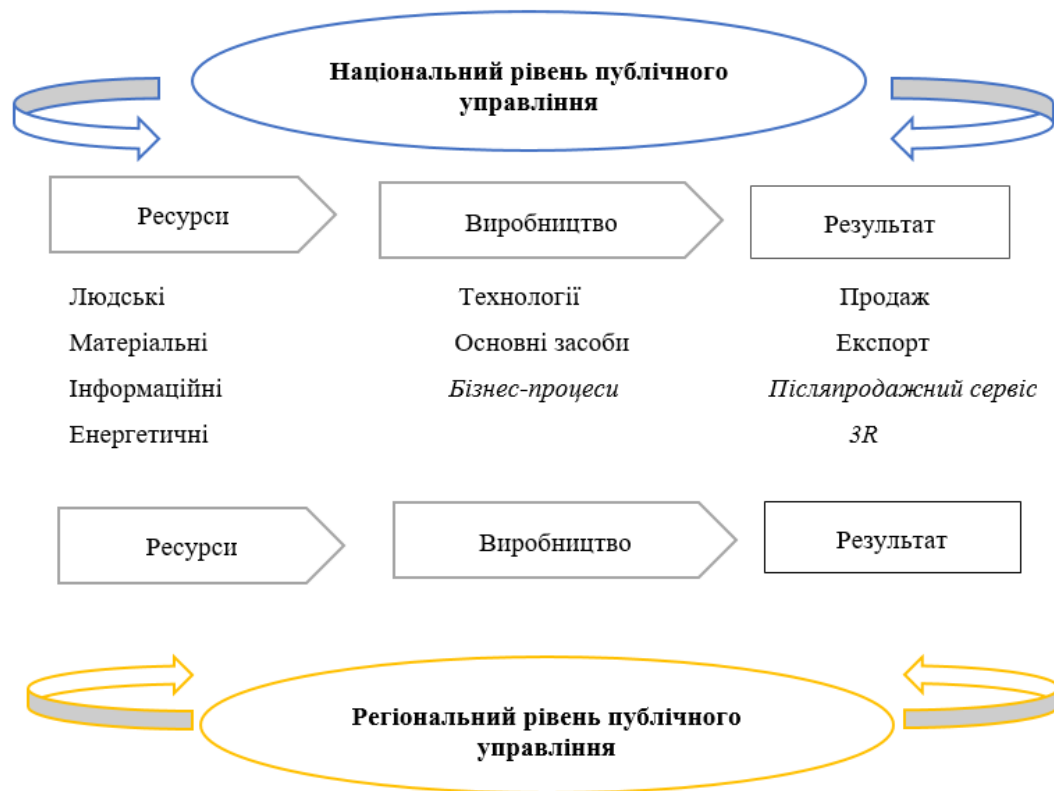 Національний рівень публічного
управління
Ресурси
Виробництво
Результат
Людські
Технології
Продаж
Матеріальні
Основні засоби
Експорт
Інформаційні
Бізнес-процеси
Післяпродажний сервіс
Енергетичні
3R
Ресурси
Виробництво
Результат
Регіональний рівень публічного
управління